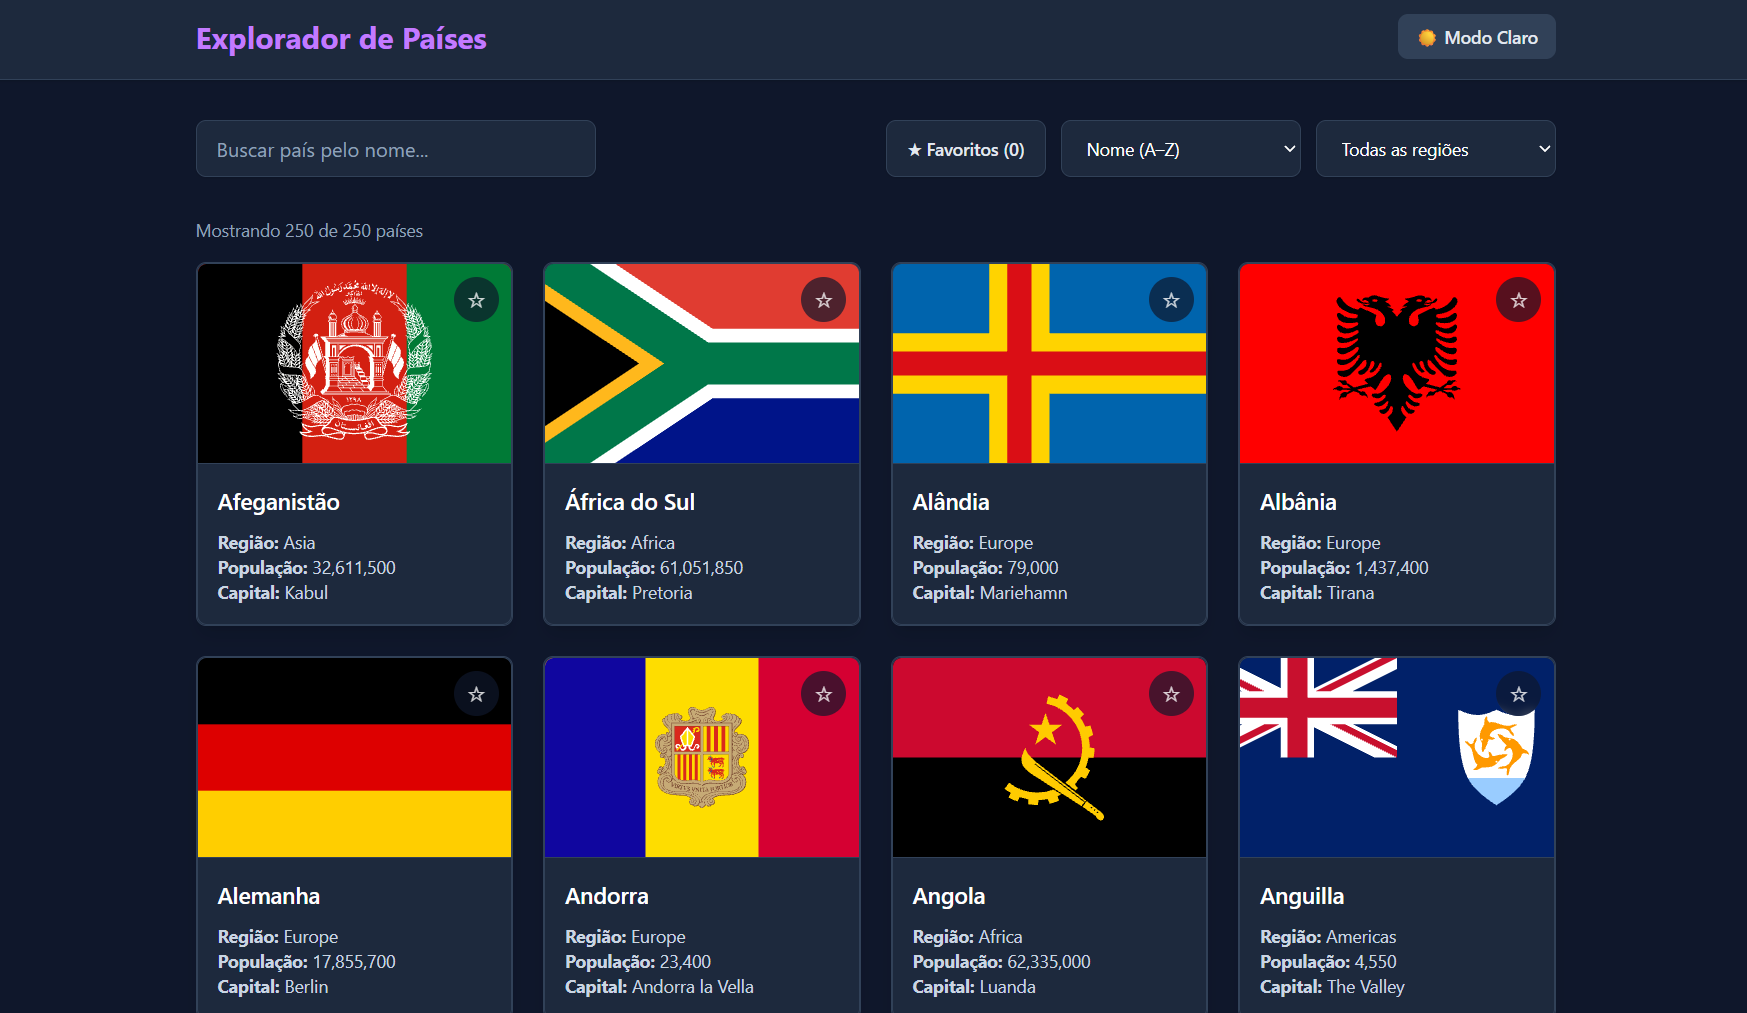 Explorador de Países
Modo Claro
Buscar país pelo nome...
★ Favoritos (0)
Nome (A–Z)
Todas as regiões
Mostrando 250 de 250 países
Afeganistão
Região: Asia
População: 32,611,500
Capital: Kabul
África do Sul
Região: Africa
População: 61,051,850
Capital: Pretoria
Alândia
Região: Europe
População: 79,000
Capital: Mariehamn
Albânia
Região: Europe
População: 1,437,400
Capital: Tirana
Alemanha
Região: Europe
População: 17,855,700
Capital: Berlin
VIRTUS VNITA FORTIOR
Andorra
Região: Europe
População: 23,400
Capital: Andorra la Vella
Angola
Região: Africa
População: 62,335,000
Capital: Luanda
Anguilla
Região: Americas
População: 4,550
Capital: The Valley